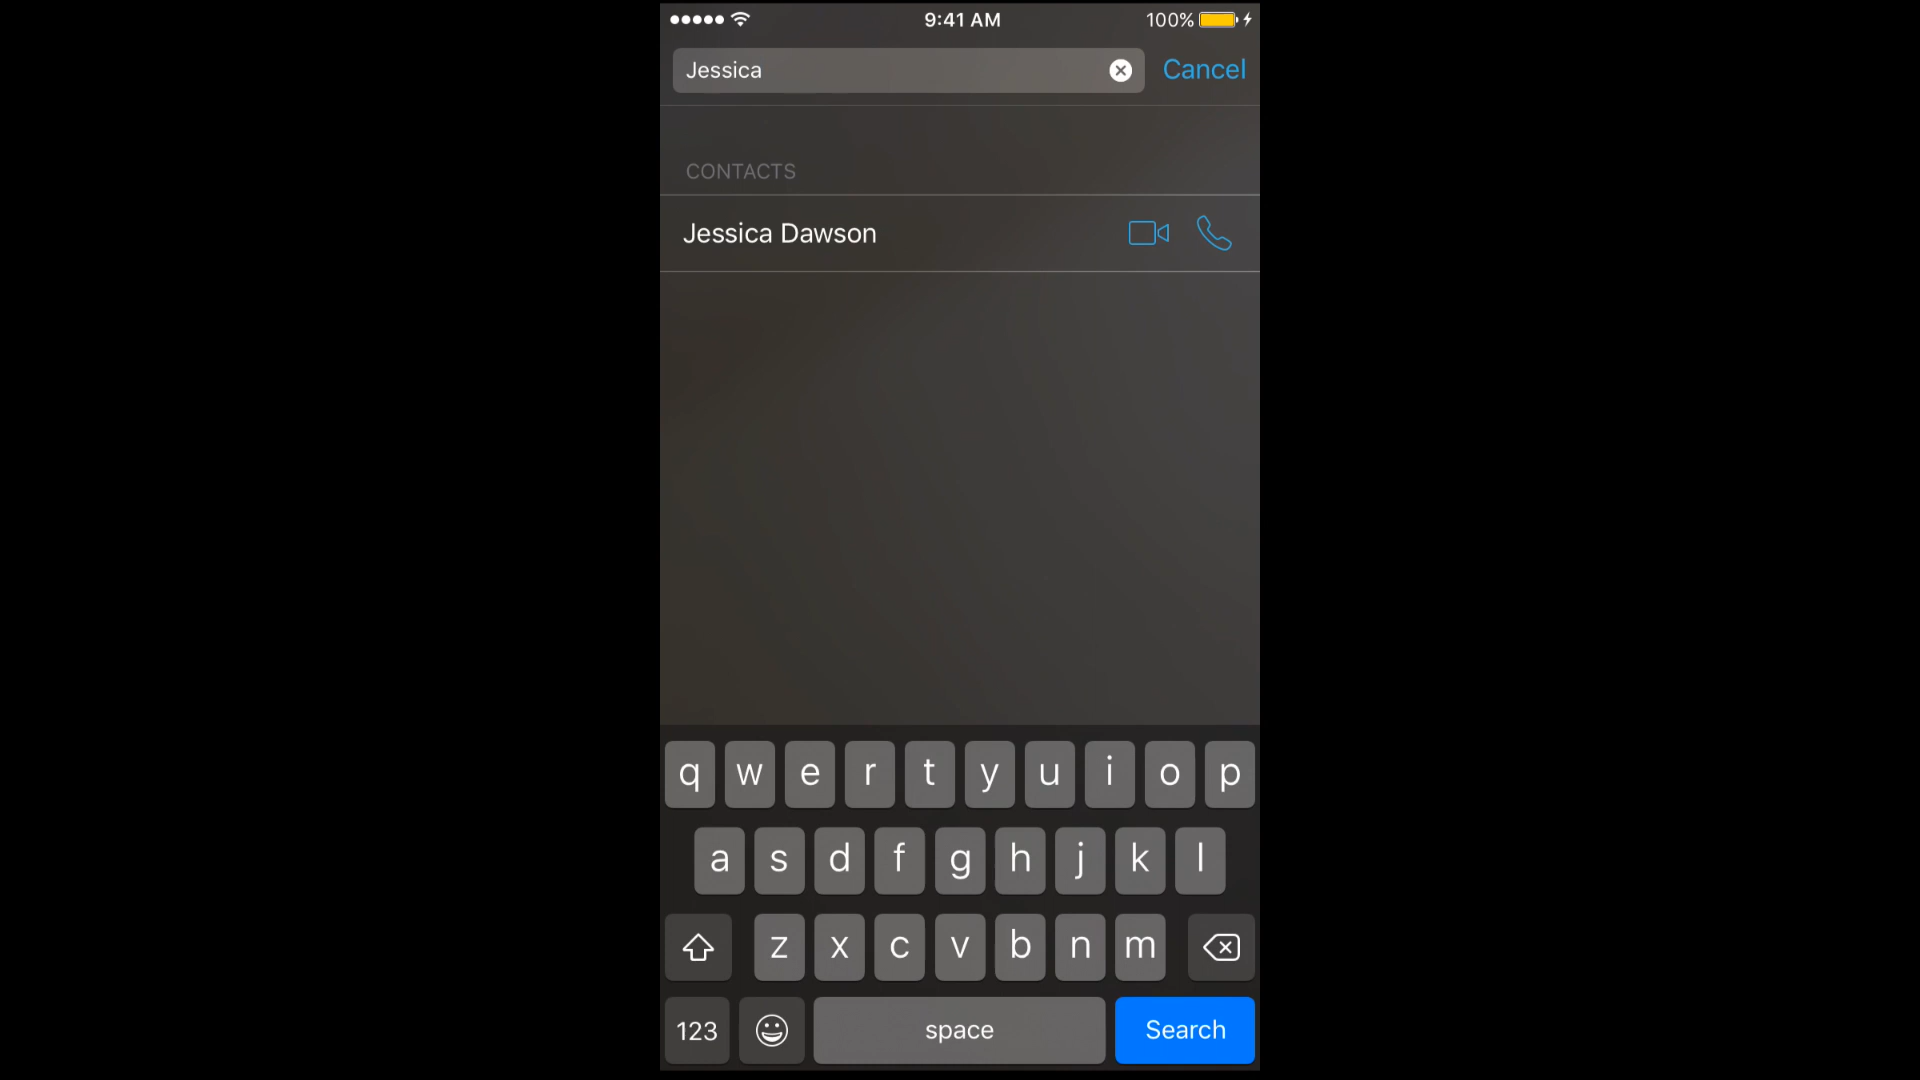 9:41 AM
100%
Jessica
Cancel
CONTACTS
Jessica Dawson
q w e r t y u i o p
a s d f g h j k l
z x c v b n m
123
space
Search